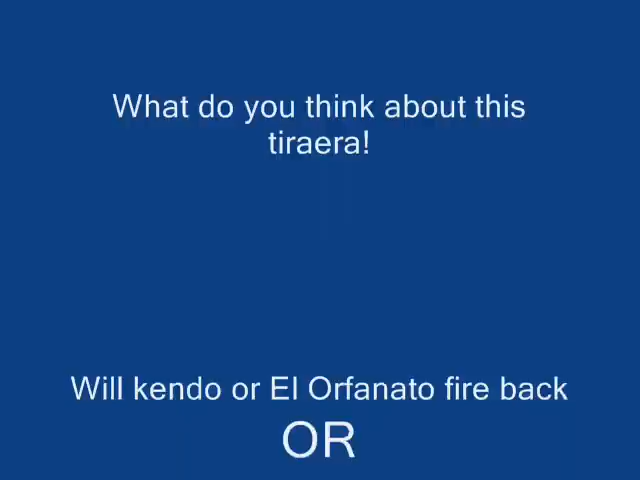 What do you think about this
tiraera!
Will kendo or El Orfanato fire back
OR